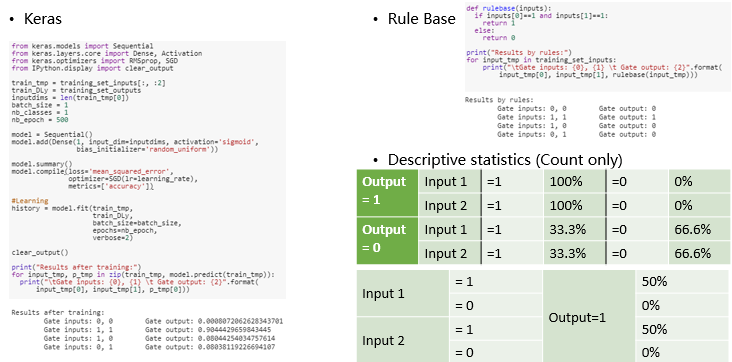 • Keras
from keras.models import Sequential
from keras.layers.core import Dense, Activation
from keras.optimizers import RMSprop, SGD
from IPython.display import clear_output
train_tmp = training_set_inputs[:, :2]
train_DLy = training_set_outputs
inputdims = len(train_tmp[0])
batch_size = 1
nb_classes = 1
nb_epoch = 500
model = Sequential()
model.add(Dense(1, input_dim=inputdims, activation='sigmoid',
bias_initializer='random_uniform'))
model.summary()
model.compile(loss='mean_squared_error',
optimizer=SGD(lr=learning_rate),
metrics=['accuracy'])
#Learning
history = model.fit(train_tmp,
train_DLy,
batch_size=batch_size,
epochs=nb_epoch,
verbose=2)
clear_output()
print("Results after training:")
for input_tmp, p_tmp in zip(train_tmp, model.predict(train_tmp)):
print("\tGate inputs: {0}, {1} \t Gate output: {2}".format(
input_tmp[0], input_tmp[1], p_tmp[0]))
Results after training:
Gate inputs: 0, 0 Gate output: 0.0008072062628343701
Gate inputs: 1, 1 Gate output: 0.9044429659843445
Gate inputs: 1, 0 Gate output: 0.08044254034757614
Gate inputs: 0, 1 Gate output: 0.08038119226694107
• Rule Base
def rulebase(inputs):
if inputs[0]==1 and inputs[1]==1:
return 1
else:
return 0
print("Results by rules:")
for input_tmp in training_set_inputs:
print("\tGate inputs: {0}, {1} \t Gate output: {2}".format(
input_tmp[0], input_tmp[1], rulebase(input_tmp)))
Results by rules:
Gate inputs: 0, 0 Gate output: 0
Gate inputs: 1, 1 Gate output: 1
Gate inputs: 1, 0 Gate output: 0
Gate inputs: 0, 1 Gate output: 0
• Descriptive statistics (Count only)
Output = 1 Input 1 =1 100% =0 0%
Input 2 =1 100% =0 0%
Output = 0 Input 1 =1 33.3% =0 66.6%
Input 2 =1 33.3% =0 66.6%
Input 1 = 1 Output=1 50%
= 0 0%
Input 2 = 1 50%
= 0 0%